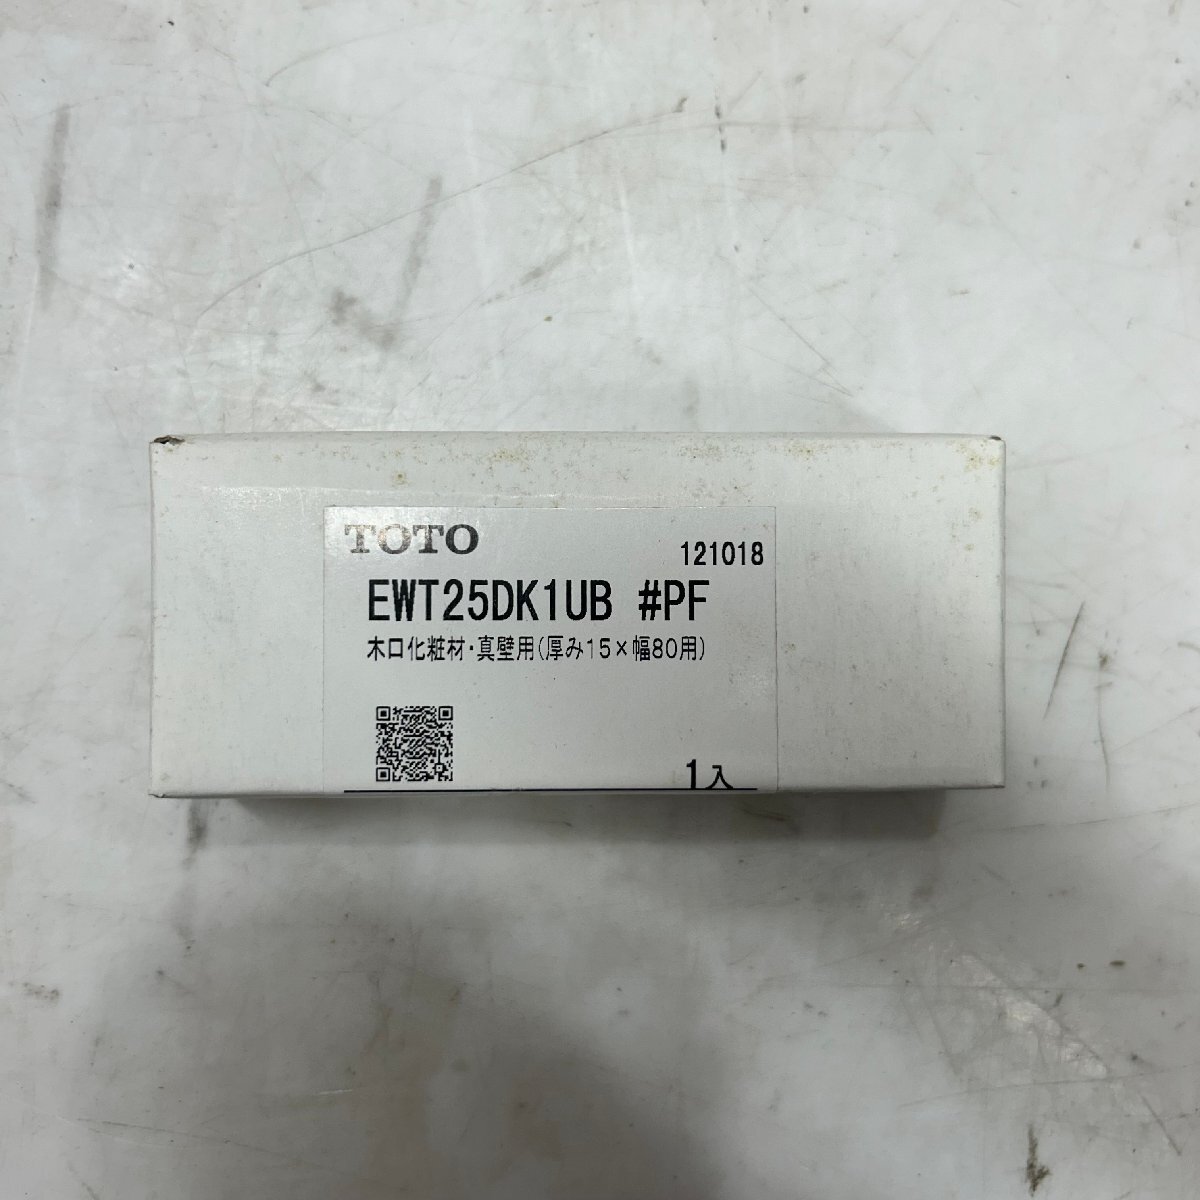 TOTO
121018
EWT25DK1UB #PF
木口化粧材・真壁用(厚み15×幅80用)
1入